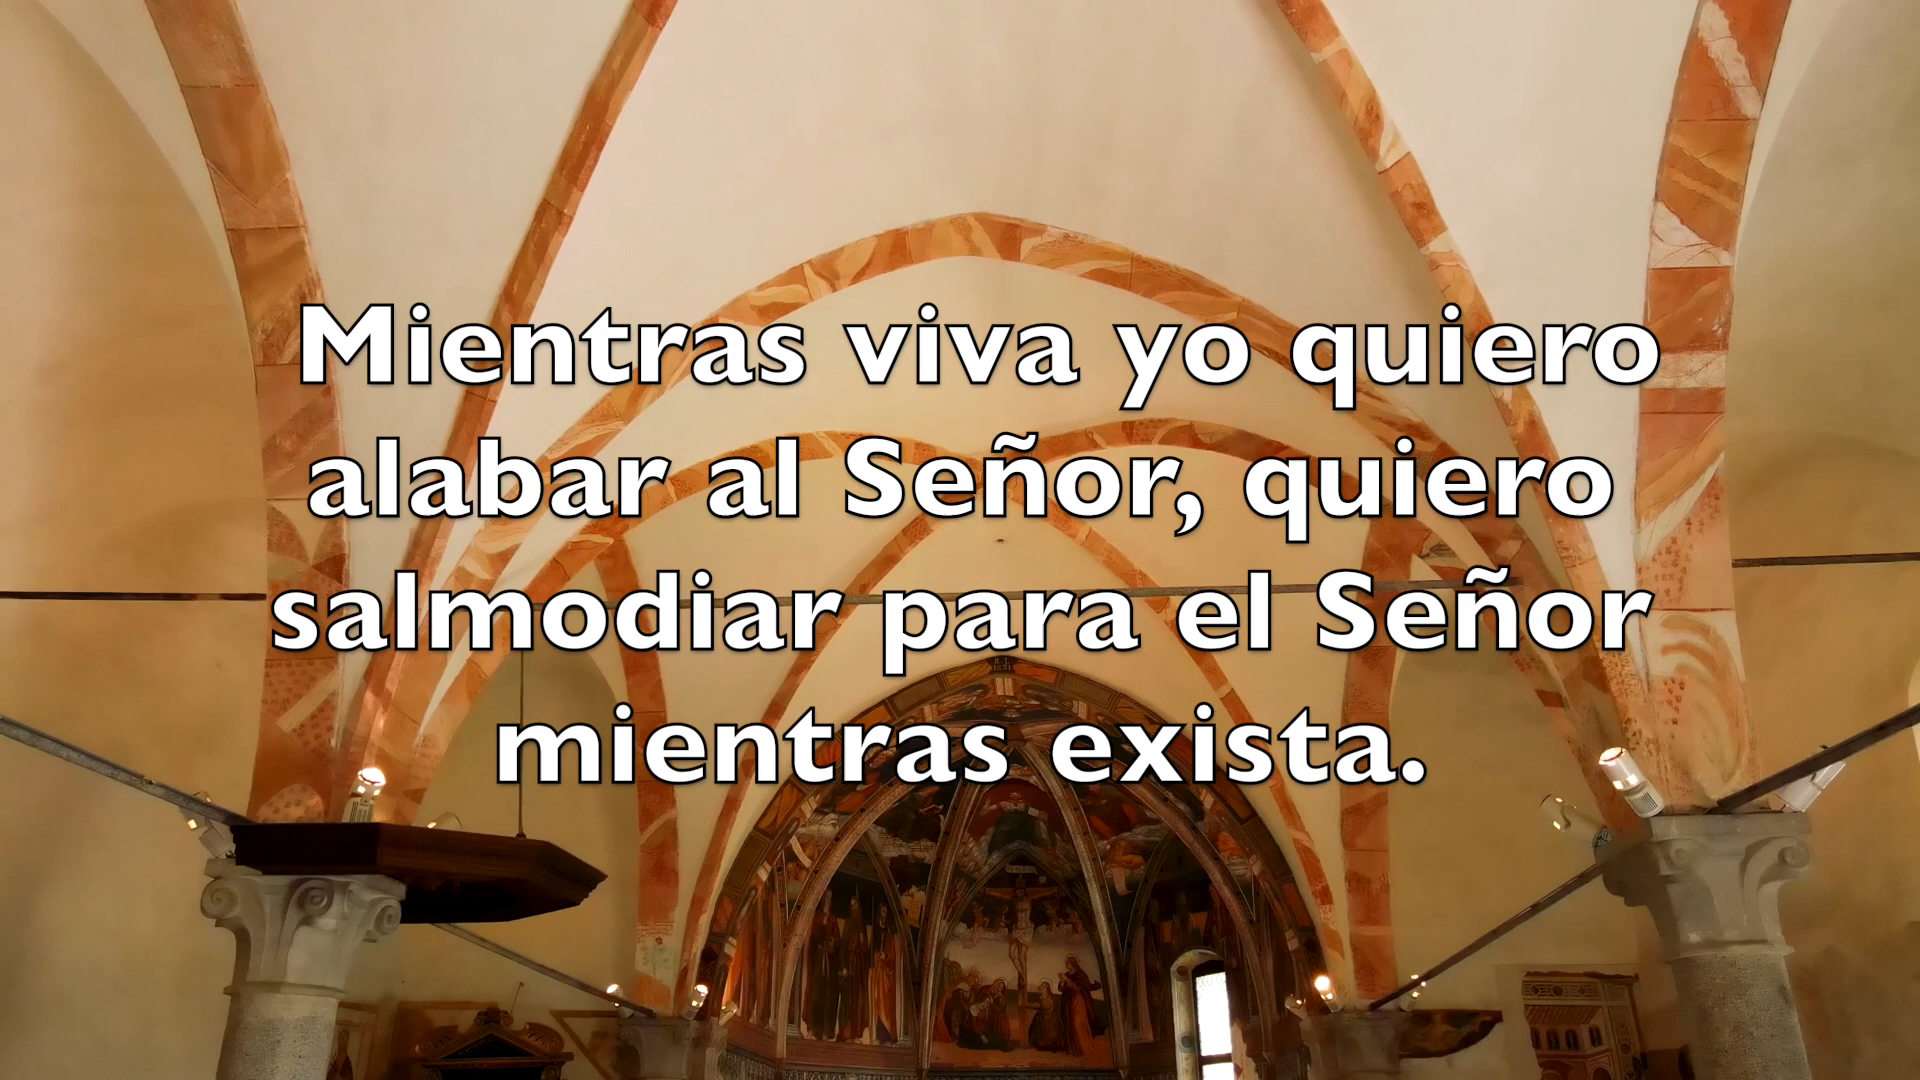 Mientras viva yo quiero
alabar al Señor, quiero
salmodiar para el Señor
mientras exista.